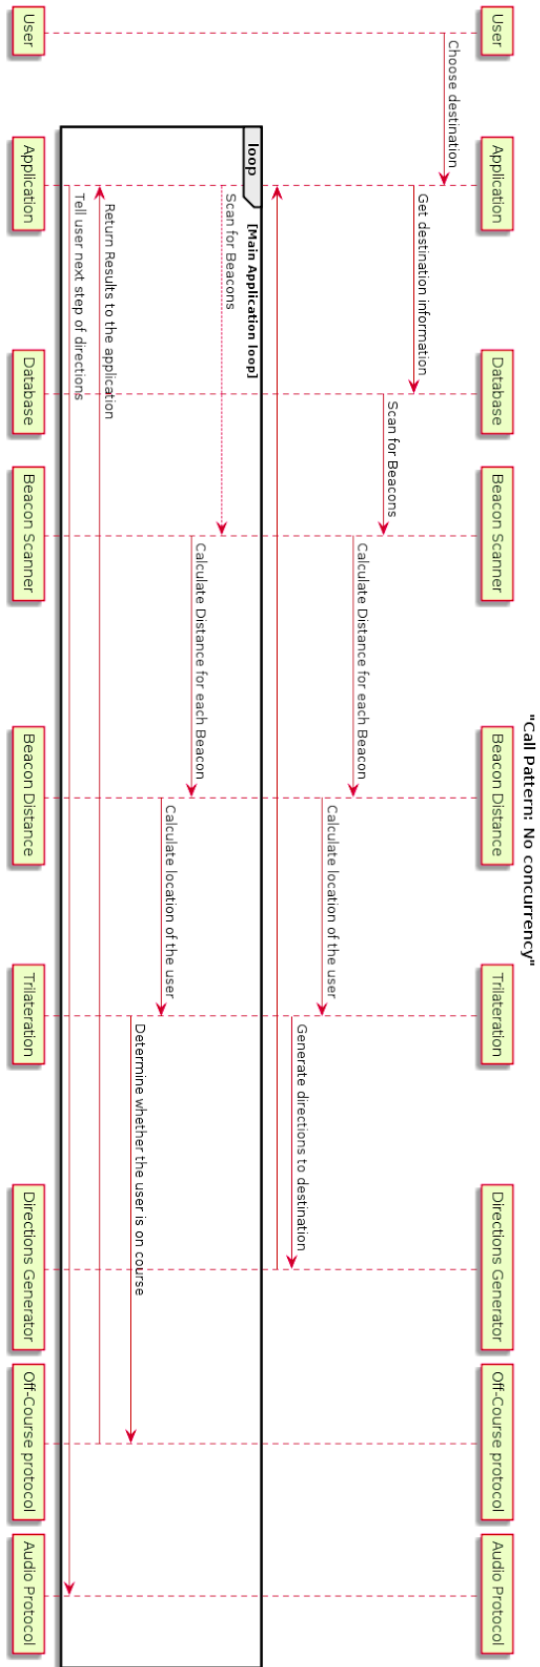 "Call Pattern: No concurrency"
User
Application
Database
Beacon Scanner
Beacon Distance
Trilateration
Directions Generator
Off-Course protocol
Audio Protocol
Choose destination
Get destination information
Scan for Beacons
Calculate Distance for each Beacon
Calculate location of the user
Generate directions to destination
loop
[Main Application loop]
Scan for Beacons
Calculate Distance for each Beacon
Calculate location of the user
Determine whether the user is on course
Return Results to the application
Tell user next step of directions
User
Application
Database
Beacon Scanner
Beacon Distance
Trilateration
Directions Generator
Off-Course protocol
Audio Protocol